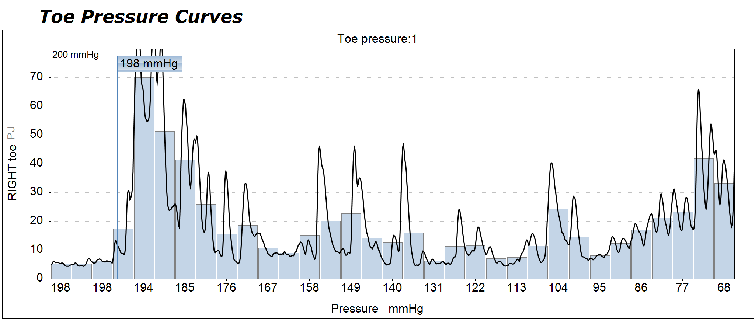 Toe Pressure Curves
Toe pressure:1
200 mmHg
198 mmHg
70
60
50
40
30
20
10
0
RIGHT toe P.U
198 198 194 185 176 167 158 149 140 131 122 113 104 95 86 77 68
Pressure mmHg